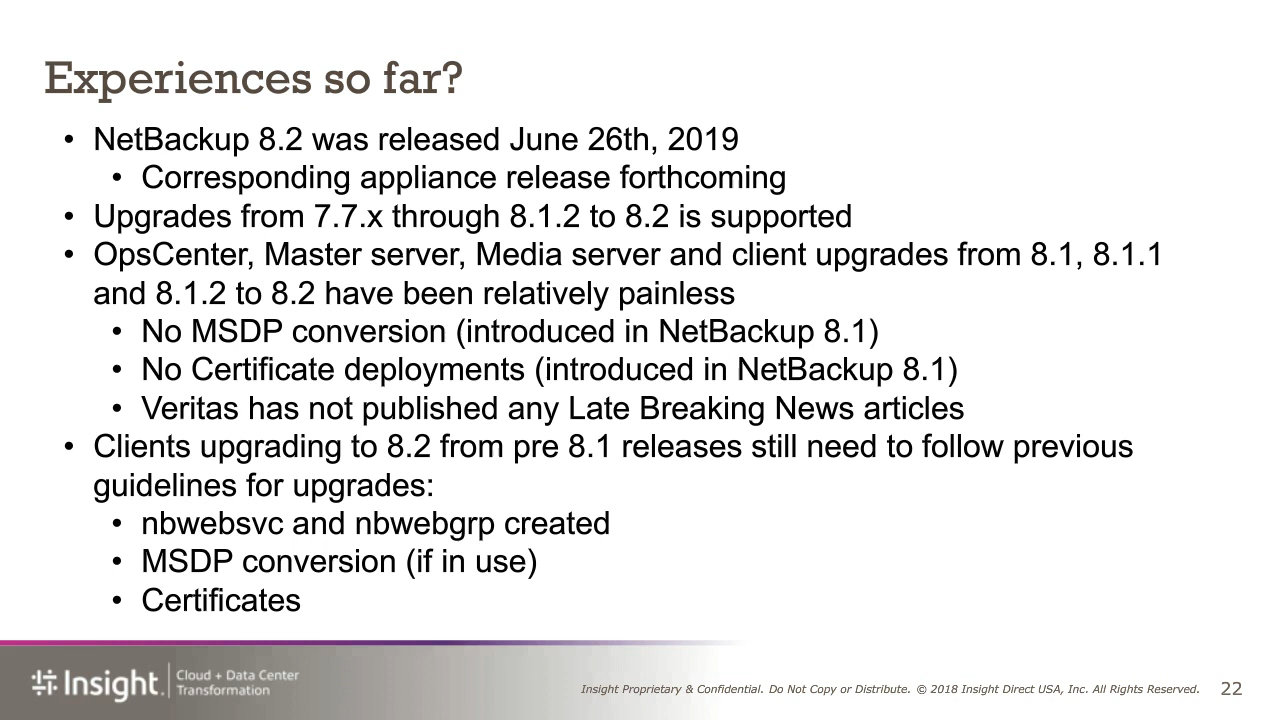 Experiences so far?
• NetBackup 8.2 was released June 26th, 2019
• Corresponding appliance release forthcoming
• Upgrades from 7.7.x through 8.1.2 to 8.2 is supported
• OpsCenter, Master server, Media server and client upgrades from 8.1, 8.1.1
and 8.1.2 to 8.2 have been relatively painless
• No MSDP conversion (introduced in NetBackup 8.1)
• No Certificate deployments (introduced in NetBackup 8.1)
• Veritas has not published any Late Breaking News articles
• Clients upgrading to 8.2 from pre 8.1 releases still need to follow previous
guidelines for upgrades:
• nbwebsvc and nbwebgrp created
• MSDP conversion (if in use)
• Certificates
Insight.
Cloud + Data Center
Transformation
Insight Proprietary & Confidential. Do Not Copy or Distribute. © 2018 Insight Direct USA, Inc. All Rights Reserved.
22